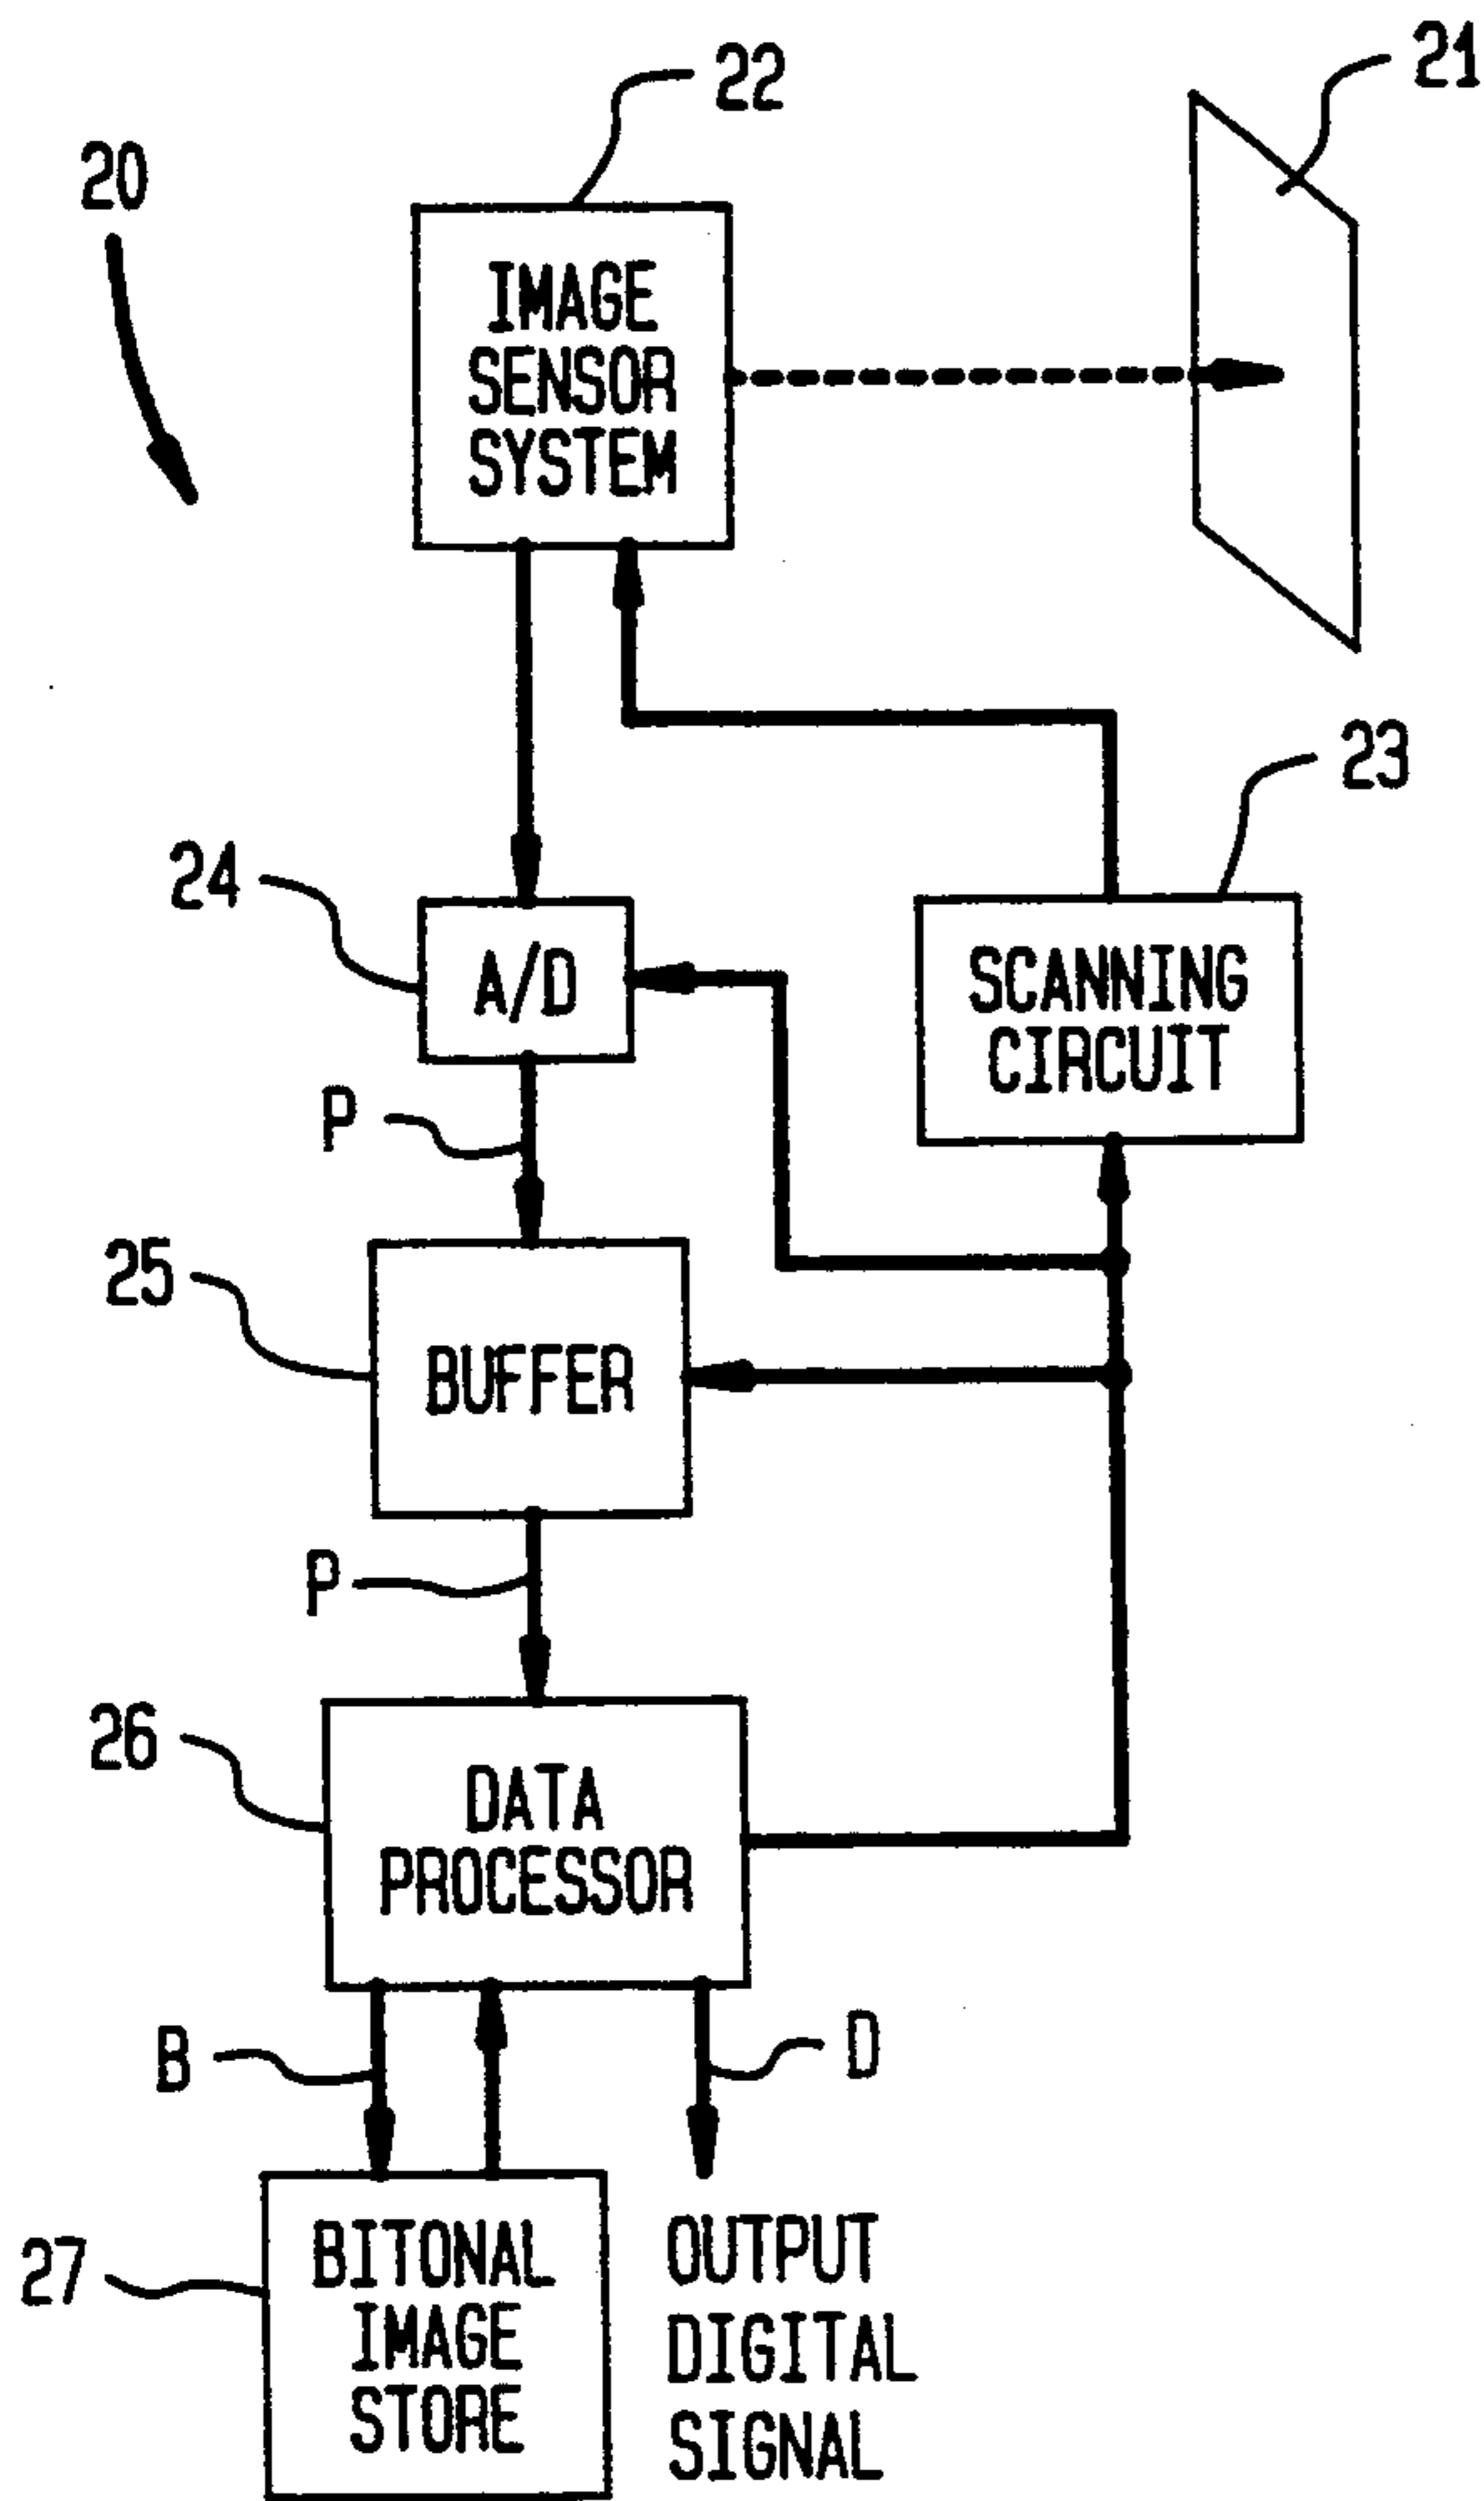 22
21
20
IMAGE
SENSOR
SYSTEM
23
24
A/D
SCANNING
CIRCUIT
P
25
BUFFER
P
26
DATA
PROCESSOR
B
D
27
BITONAL
IMAGE
STORE
OUTPUT
DIGITAL
SIGNAL